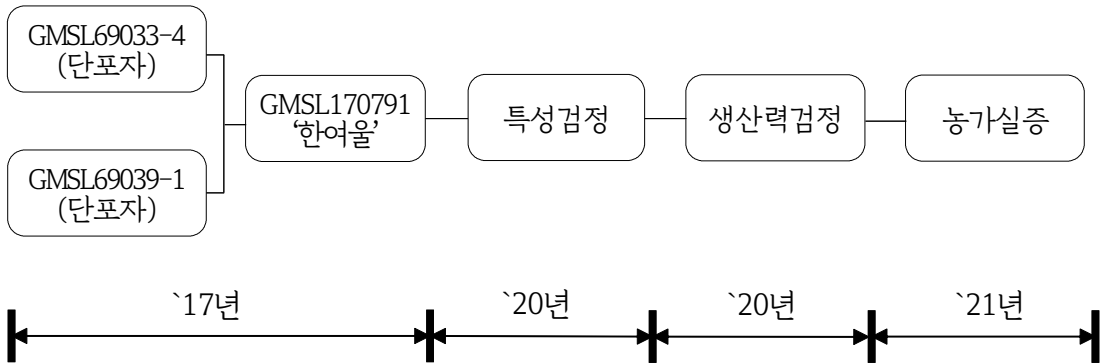 GMSL69033-4
(단포자)
GMSL69039-1
(단포자)
GMSL170791
‘한여울’
특성검정
생산력검정
농가실증
`17년
`20년
`20년
`21년